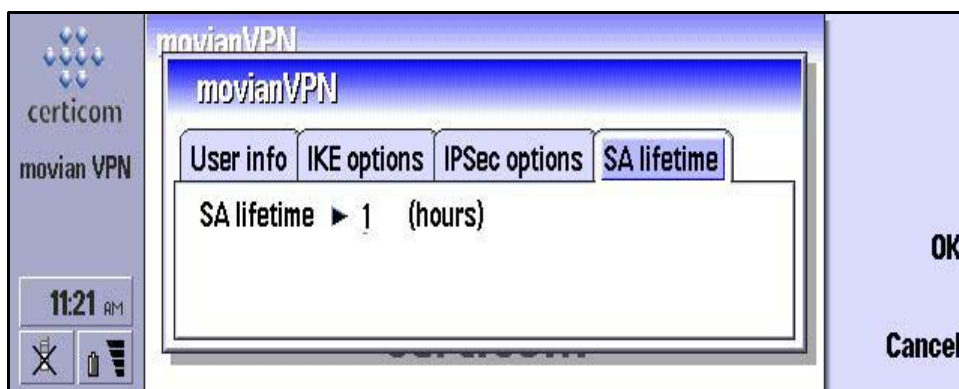 certicom
movian VPN
11:21 AM
movianVPN
movianVPN
User info IKE options IPSec options SA lifetime
SA lifetime ► 1 (hours)
OK
Cancel